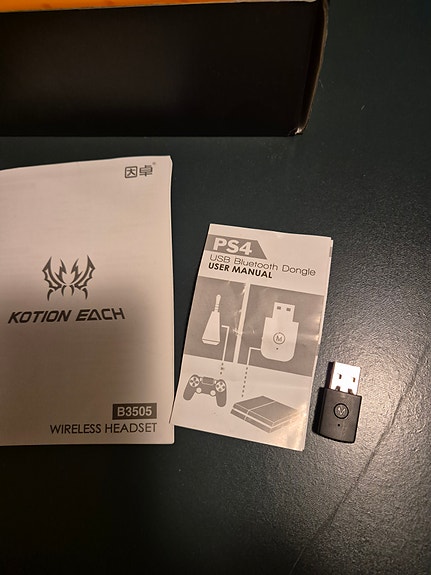 因卓®
KOTION EACH
B3505
WIRELESS HEADSET
PS4
USB Bluetooth Dongle
USER MANUAL
M
M